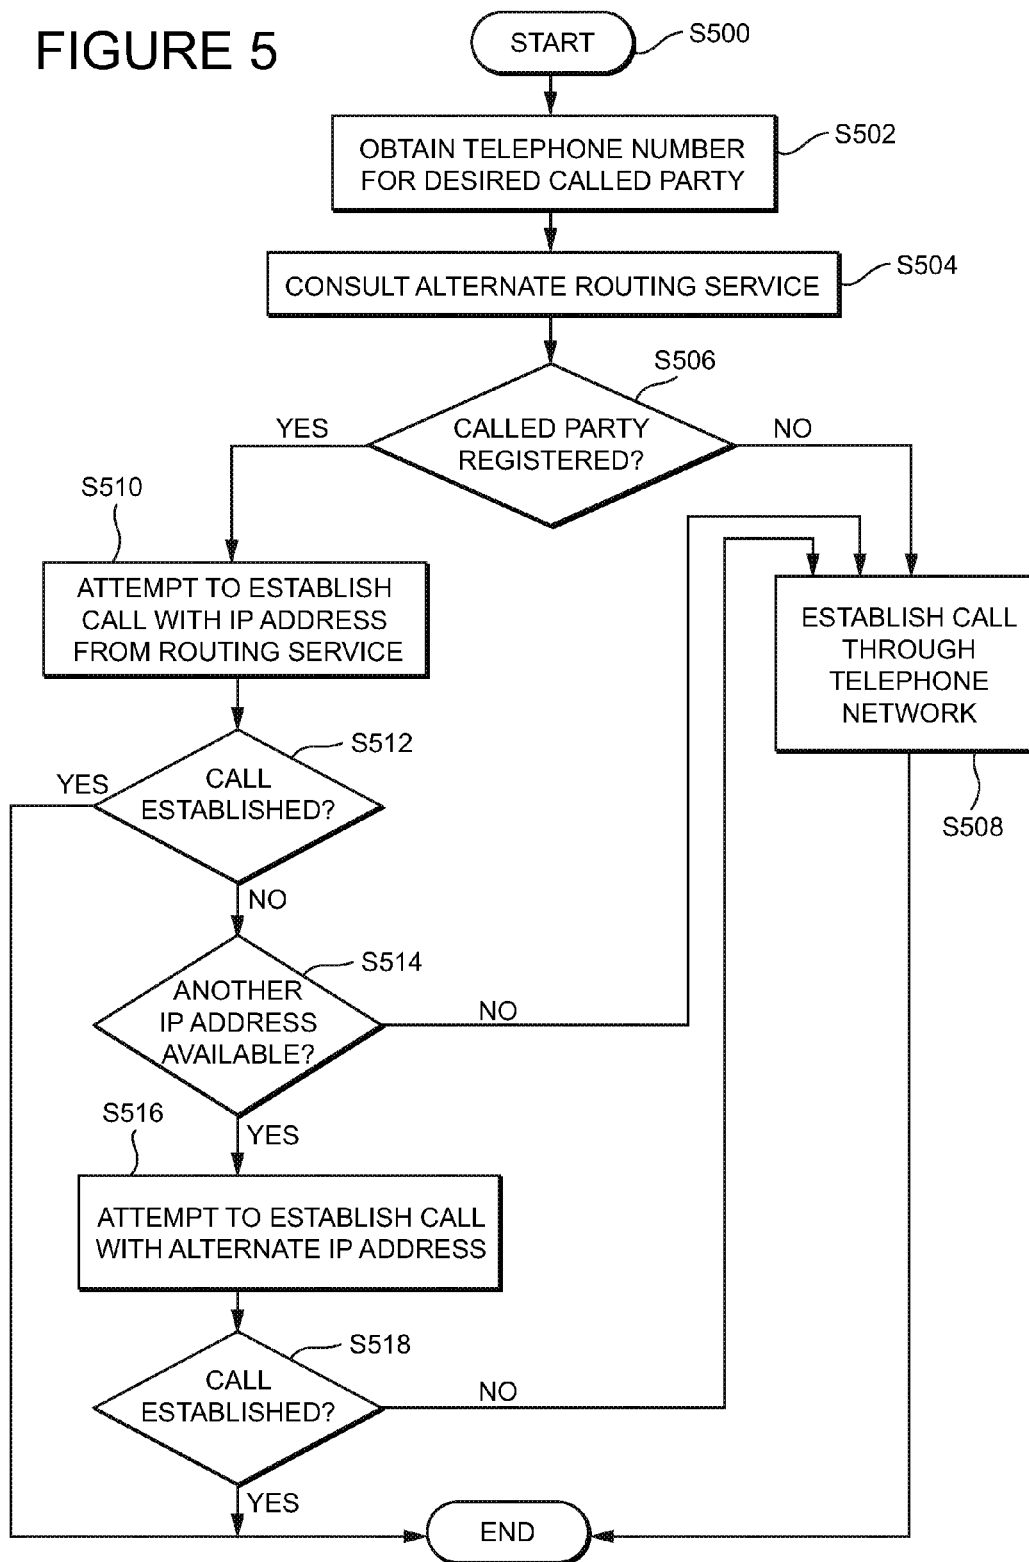 FIGURE 5
START
S500
OBTAIN TELEPHONE NUMBER
FOR DESIRED CALLED PARTY
S502
CONSULT ALTERNATE ROUTING SERVICE
S504
S506
CALLED PARTY
REGISTERED?
YES
NO
S510
ATTEMPT TO ESTABLISH
CALL WITH IP ADDRESS
FROM ROUTING SERVICE
ESTABLISH CALL
THROUGH
TELEPHONE
NETWORK
S508
S512
CALL
ESTABLISHED?
YES
NO
S514
ANOTHER
IP ADDRESS
AVAILABLE?
NO
YES
S516
ATTEMPT TO ESTABLISH CALL
WITH ALTERNATE IP ADDRESS
S518
CALL
ESTABLISHED?
NO
YES
END